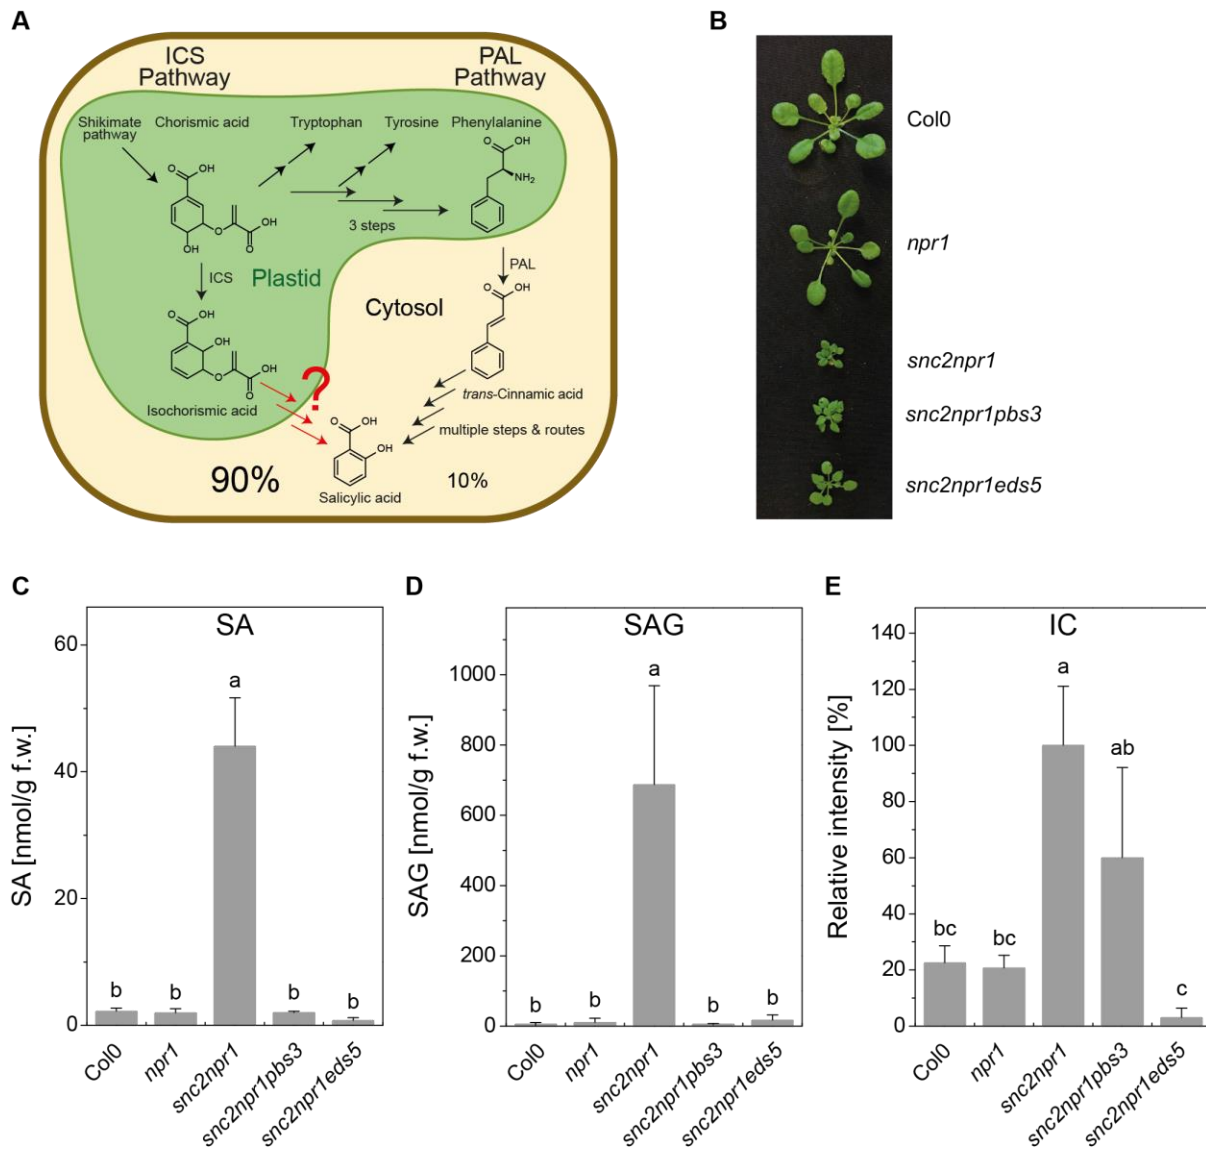 A
ICS
Pathway
PAL
Pathway
Shikimate
pathway
Chorismic acid
Tryptophan
Tyrosine
Phenylalanine
O
OH
O
OH
NH₂
O
O
OH
OH
3 steps
ICS
Plastid
PAL
Cytosol
O
OH
OH
O
O
OH
O
OH
Isochorismic acid
?
trans-Cinnamic acid
multiple steps & routes
O
OH
OH
90%
Salicylic acid
10%
B
Col0
npr1
snc2npr1
snc2npr1pbs3
snc2npr1eds5
C
SA
SA [nmol/g f.w.]
60
40
20
0
b
b
a
b
b
Col0
npr1
snc2npr1
snc2npr1pbs3
snc2npr1eds5
D
SAG
SAG [nmol/g f.w.]
1000
800
600
400
200
0
b
b
a
b
b
Col0
npr1
snc2npr1
snc2npr1pbs3
snc2npr1eds5
E
IC
Relative intensity [%]
140
120
100
80
60
40
20
0
bc
bc
a
ab
c
Col0
npr1
snc2npr1
snc2npr1pbs3
snc2npr1eds5